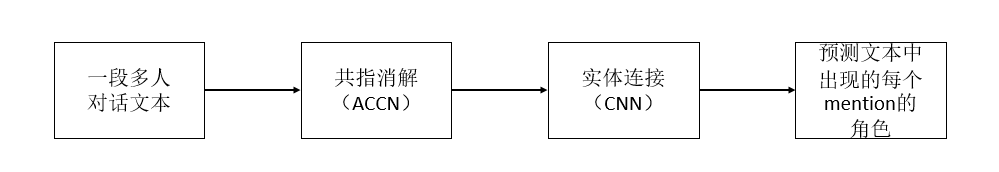 一段多人
对话文本
共指消解
（ACCN）
实体连接
（CNN）
预测文本中
出现的每个
mention的
角色